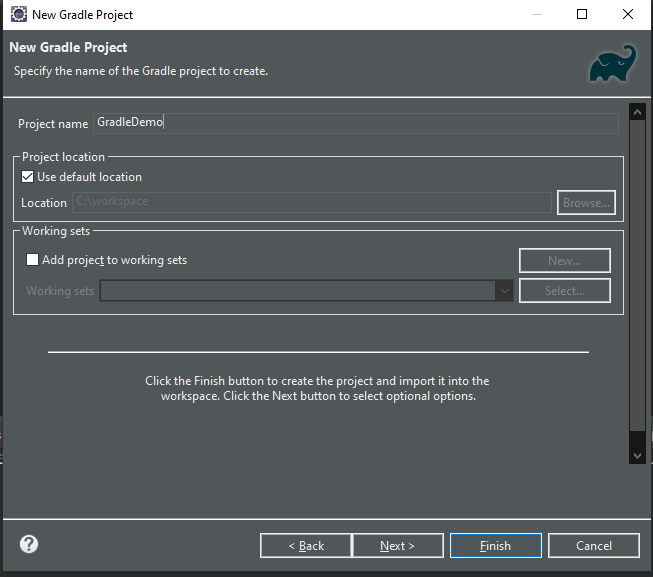 New Gradle Project
New Gradle Project
Specify the name of the Gradle project to create.
Project name GradleDemo
Project location
Use default location
Location C:\workspace Browse...
Working sets
Add project to working sets New...
Working sets Select...
Click the Finish button to create the project and import it into the
workspace. Click the Next button to select optional options.
? < Back Next > Finish Cancel